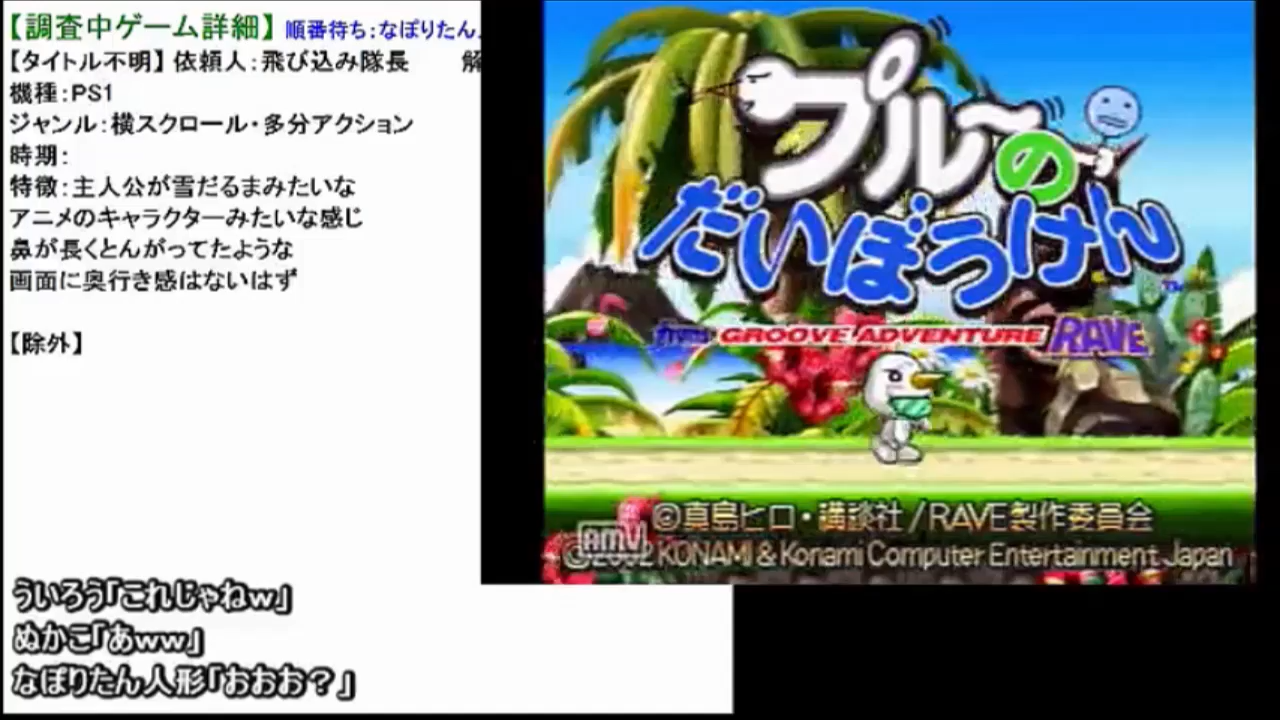 【調査中ゲーム詳細】 順番待ち:なぽりたん
【タイトル不明】 依頼人:飛び込み隊長 解
機種:PS1
ジャンル:横スクロール・多分アクション
時期:
特徴:主人公が雪だるまみたいな
アニメのキャラクターみたいな感じ
鼻が長くとんがってたような
画面に奥行き感はないはず
【除外】
プルーの
だいぼうけん
TM
from GROOVE ADVENTURE RAVE
©真島ヒロ・講談社/RAVE製作委員会
AMV
©2002 KONAMI & Konami Computer Entertainment Japan
ういろう「これじゃねw」
ぬかこ「あww」
なぽりたん人形「おおお?」